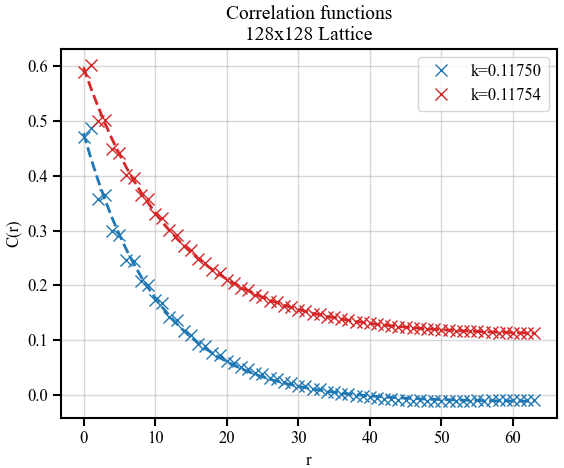 Correlation functions
128x128 Lattice
k=0.11750
k=0.11754
C(r)
0.6
0.5
0.4
0.3
0.2
0.1
0.0
0 10 20 30 40 50 60
r